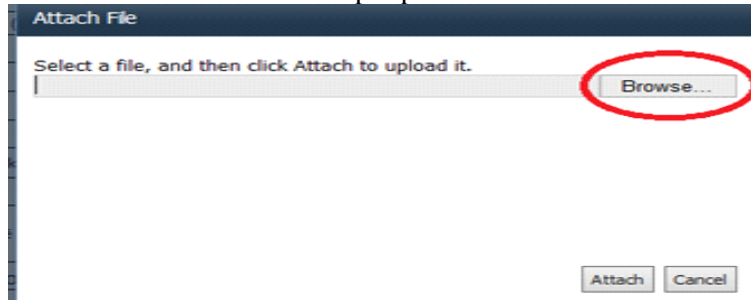 Attach File
Select a file, and then click Attach to upload it.
Browse...
Attach Cancel